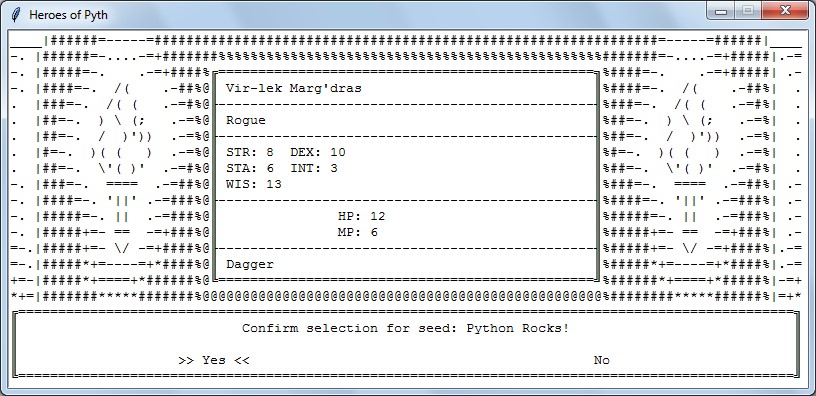 Heroes of Pyth
Vir-lek Marg'dras
Rogue
STR: 8 DEX: 10
STA: 6 INT: 3
WIS: 13
HP: 12
MP: 6
Dagger
Confirm selection for seed: Python Rocks!
>> Yes << No